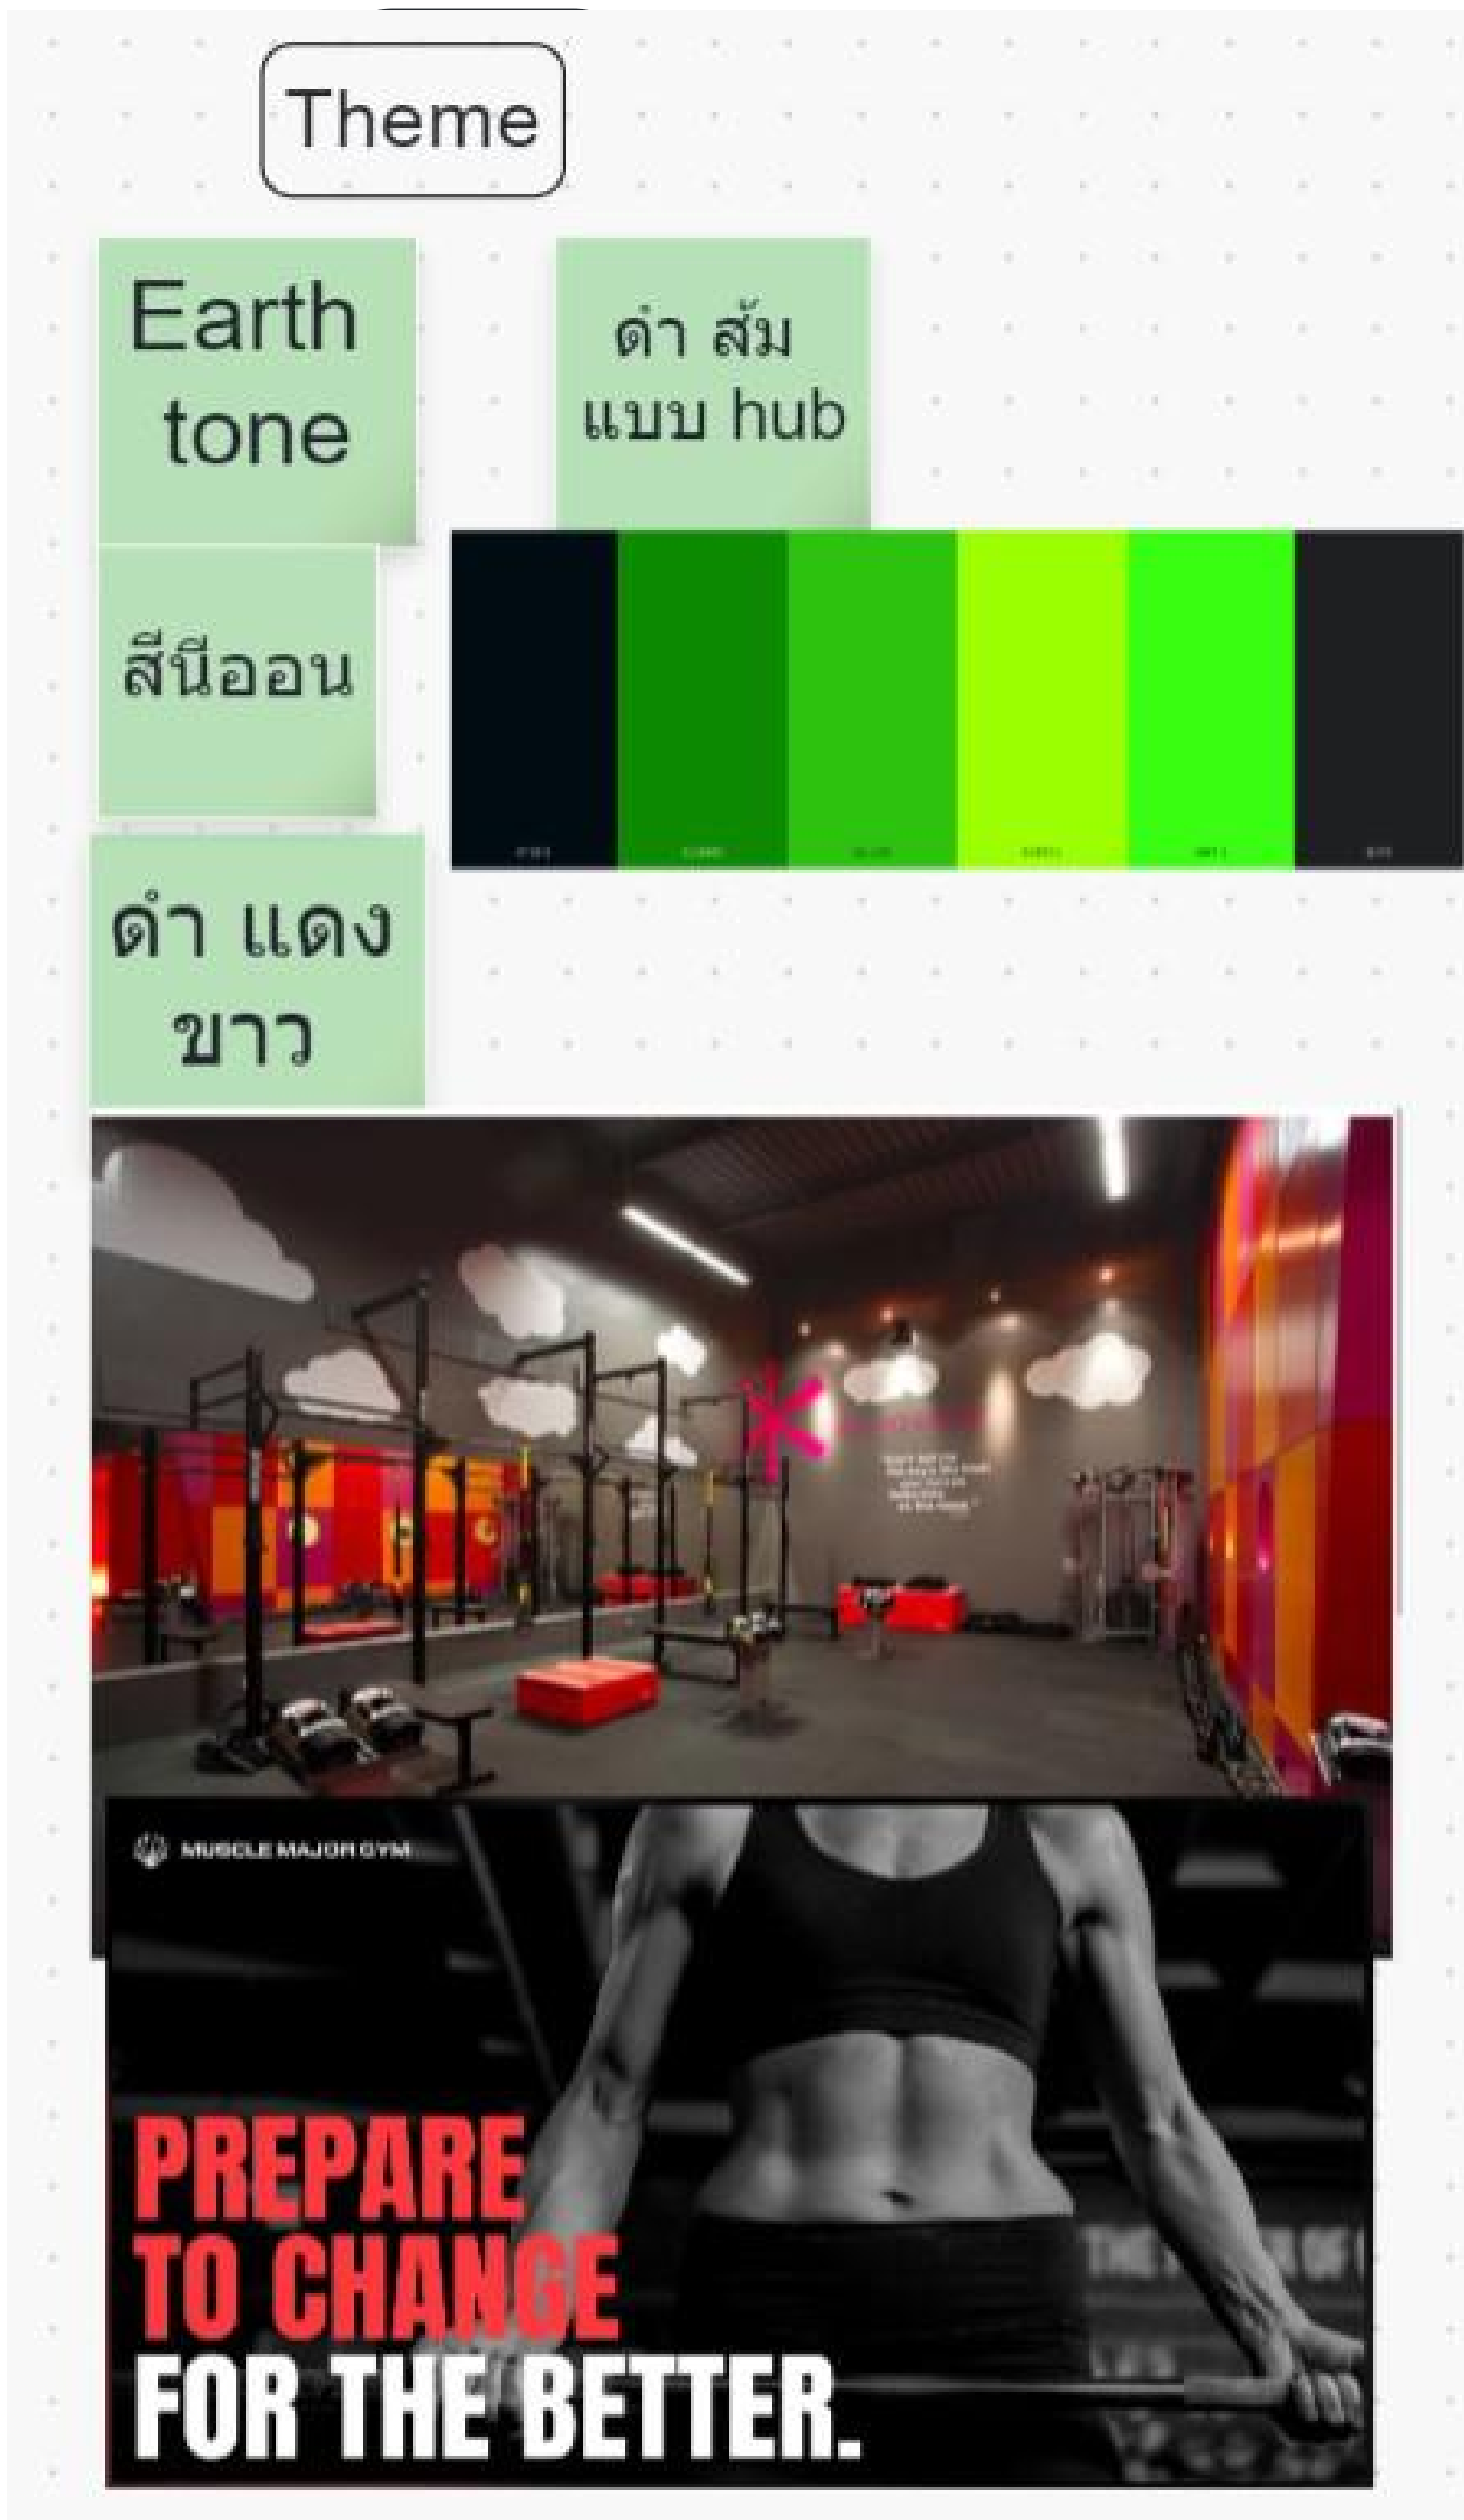 Theme
Earth
tone
ดำ ส้ม
แบบ hub
สีนีออน
ดำ แดง
ขาว
MUSCLE MAJOR GYM
PREPARE
TO CHANGE
FOR THE BETTER.